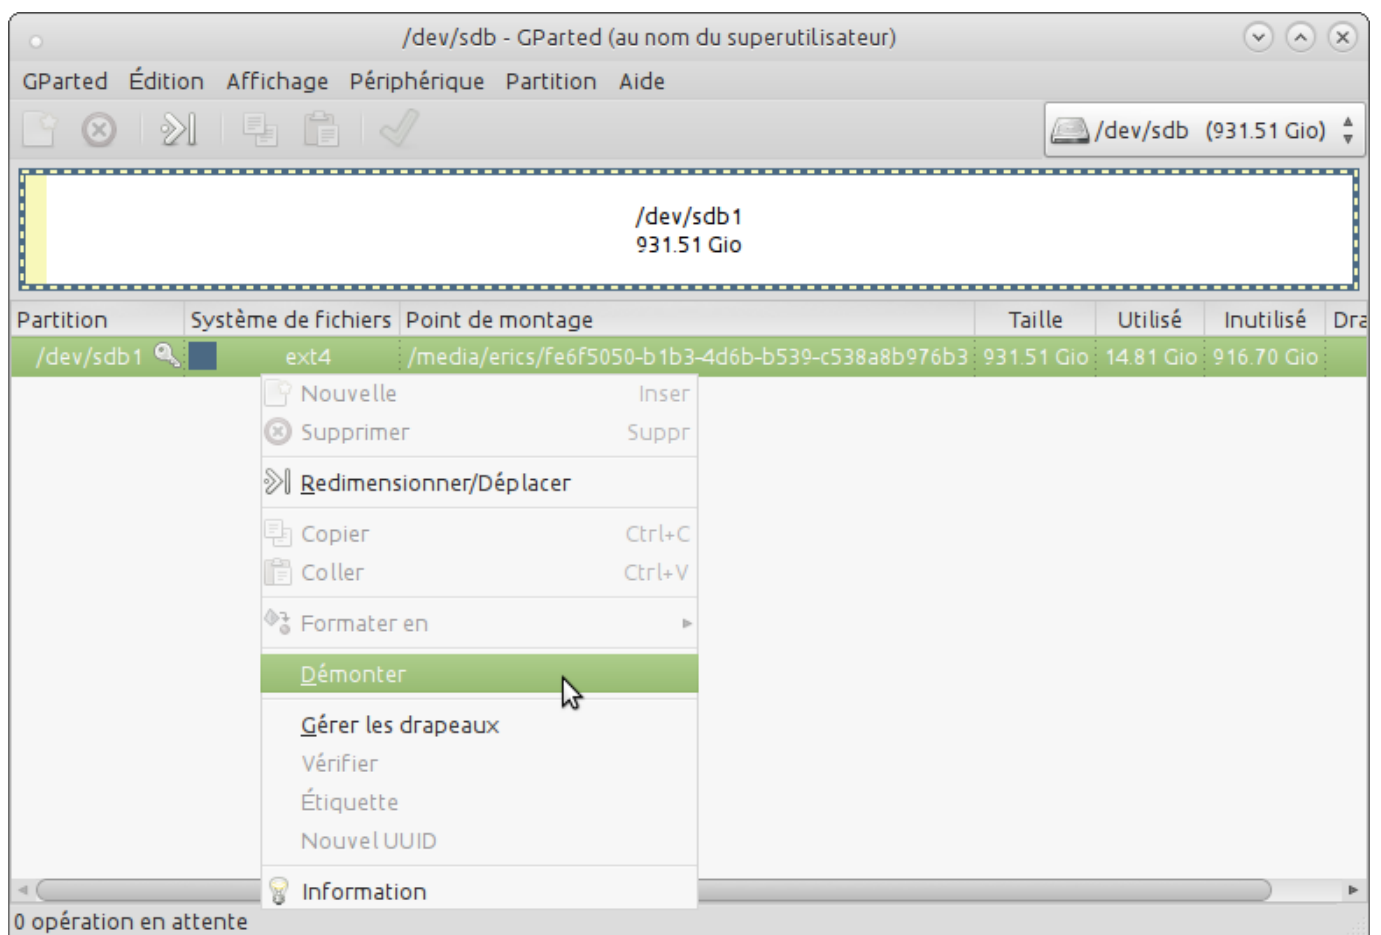 /dev/sdb - GParted (au nom du superutilisateur)
GParted Édition Affichage Périphérique Partition Aide
/dev/sdb (931.51 Gio)
/dev/sdb1
931.51 Gio
Partition Système de fichiers Point de montage Taille Utilisé Inutilisé Dra
/dev/sdb1 ext4 /media/erics/fe6f5050-b1b3-4d6b-b539-c538a8b976b3 931.51 Gio 14.81 Gio 916.70 Gio
Nouvelle Inser
Supprimer Suppr
Redimensionner/Déplacer
Copier Ctrl+C
Coller Ctrl+V
Formater en
Démonter
Gérer les drapeaux
Vérifier
Étiquette
Nouvel UUID
Information
0 opération en attente